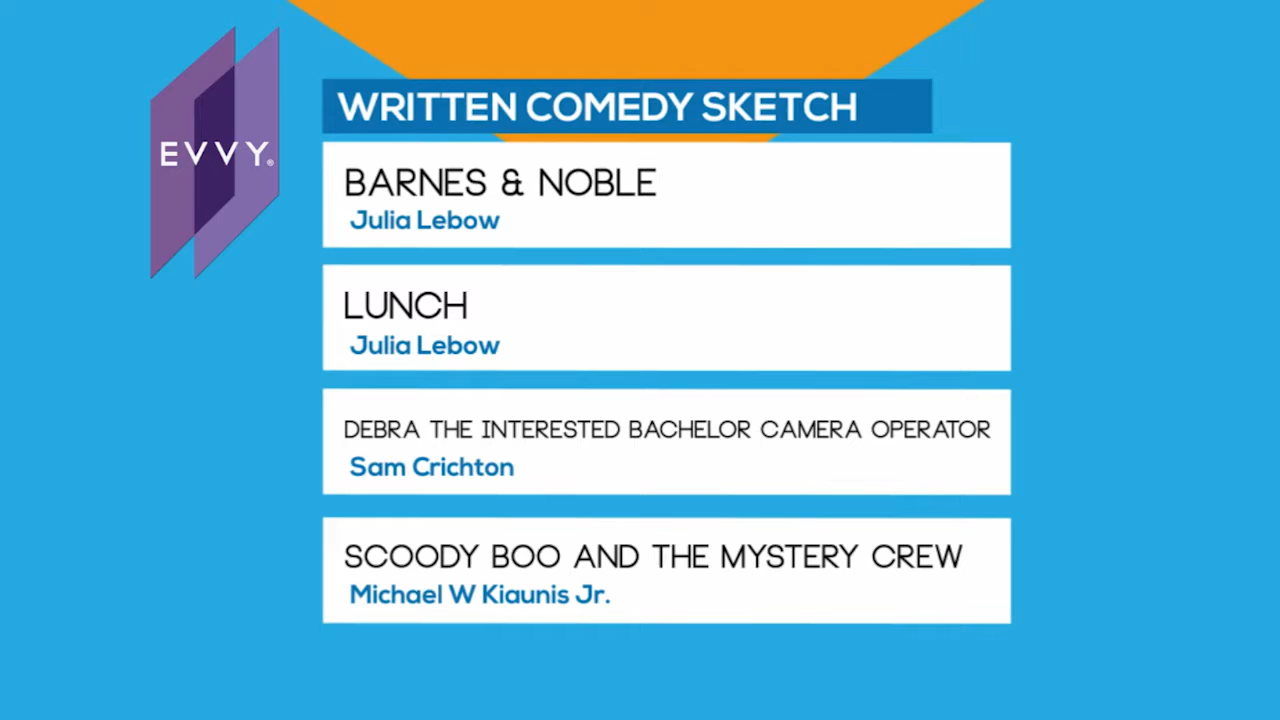 EVVY®
WRITTEN COMEDY SKETCH
BARNES & NOBLE
Julia Lebow
LUNCH
Julia Lebow
DEBRA THE INTERESTED BACHELOR CAMERA OPERATOR
Sam Crichton
SCOODY BOO AND THE MYSTERY CREW
Michael W Kiaunis Jr.